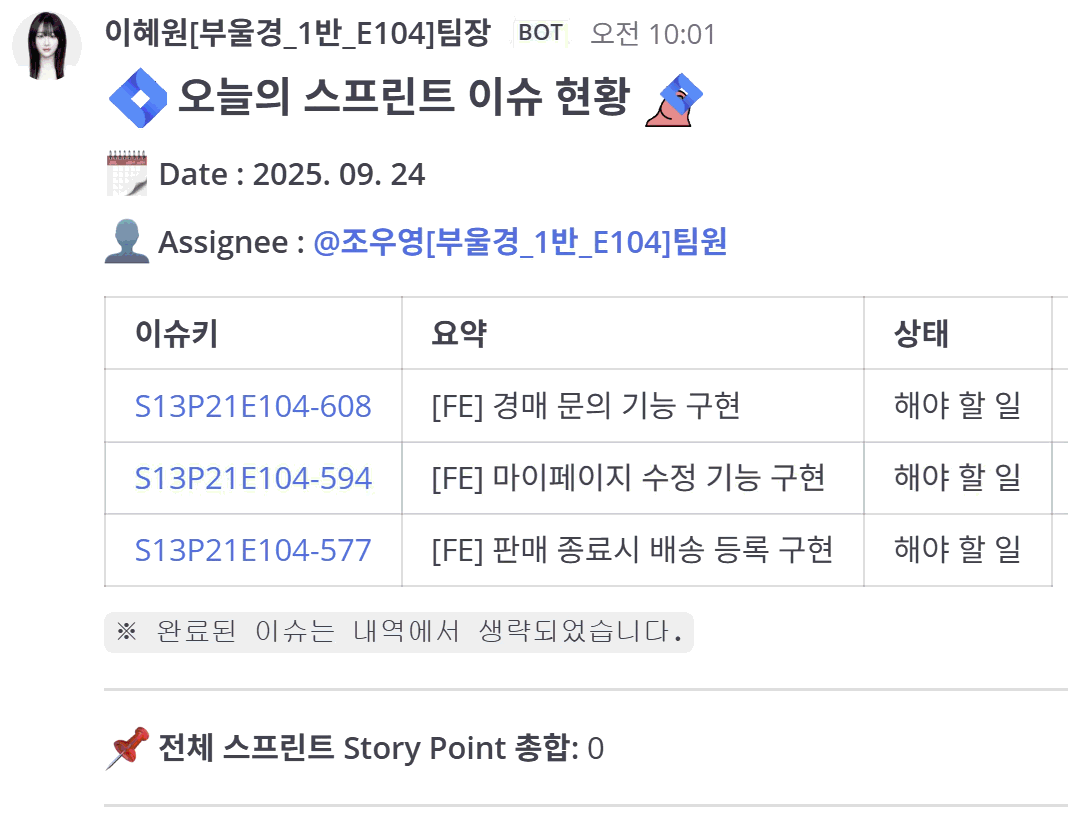 이혜원[부울경_1반_E104]팀장 BOT 오전 10:01
오늘의 스프린트 이슈 현황
Date : 2025. 09. 24
Assignee : @조우영[부울경_1반_E104]팀원
이슈키 요약 상태
S13P21E104-608 [FE] 경매 문의 기능 구현 해야 할 일
S13P21E104-594 [FE] 마이페이지 수정 기능 구현 해야 할 일
S13P21E104-577 [FE] 판매 종료시 배송 등록 구현 해야 할 일
※ 완료된 이슈는 내역에서 생략되었습니다.
전체 스프린트 Story Point 총합: 0